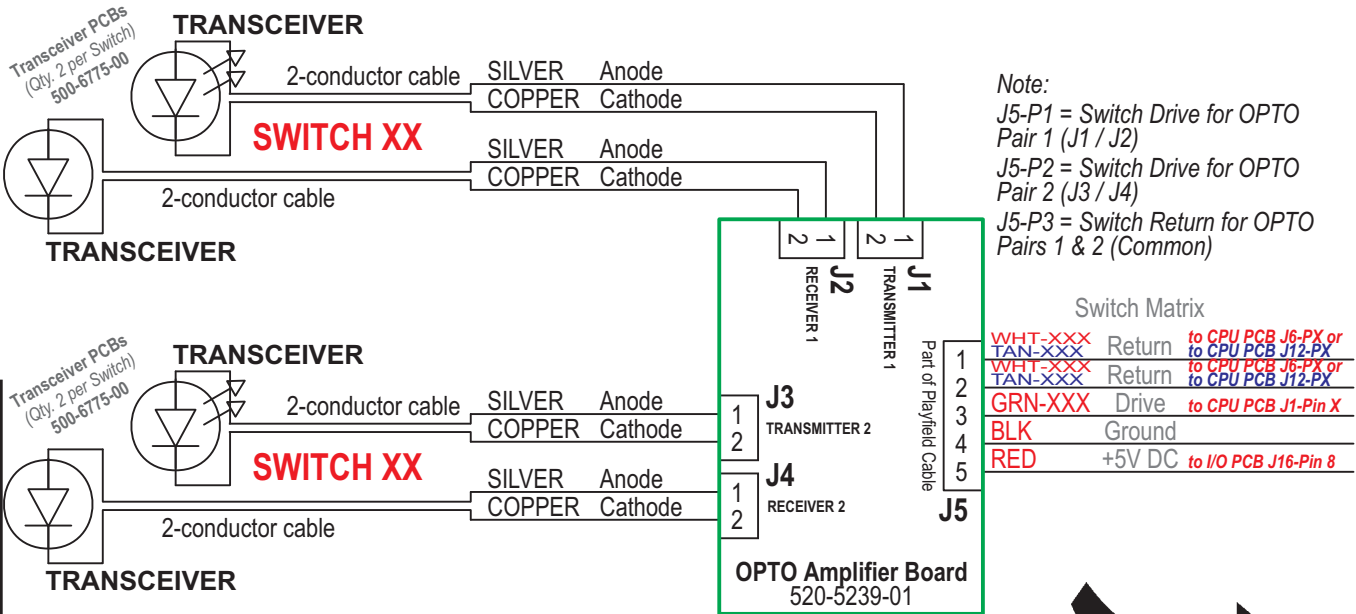 Transceiver PCBs
(Qty. 2 per Switch)
500-6775-00
TRANSCEIVER
2-conductor cable
SILVER Anode
COPPER Cathode
SWITCH XX
SILVER Anode
COPPER Cathode
2-conductor cable
TRANSCEIVER
Note:
J5-P1 = Switch Drive for OPTO
Pair 1 (J1 / J2)
J5-P2 = Switch Drive for OPTO
Pair 2 (J3 / J4)
J5-P3 = Switch Return for OPTO
Pairs 1 & 2 (Common)
2 1
J2
RECEIVER 1
2 1
J1
TRANSMITTER 1
Transceiver PCBs
(Qty. 2 per Switch)
500-6775-00
TRANSCEIVER
2-conductor cable
SILVER Anode
COPPER Cathode
SWITCH XX
SILVER Anode
COPPER Cathode
2-conductor cable
TRANSCEIVER
1
2
J3
TRANSMITTER 2
1
2
J4
RECEIVER 2
Part of Playfield Cable
1
2
3
4
5
J5
OPTO Amplifier Board
520-5239-01
Switch Matrix
WHT-XXX Return to CPU PCB J6-PX or
TAN-XXX to CPU PCB J12-PX
WHT-XXX Return to CPU PCB J6-PX or
TAN-XXX to CPU PCB J12-PX
GRN-XXX Drive to CPU PCB J1-Pin X
BLK Ground
RED +5V DC to I/O PCB J16-Pin 8